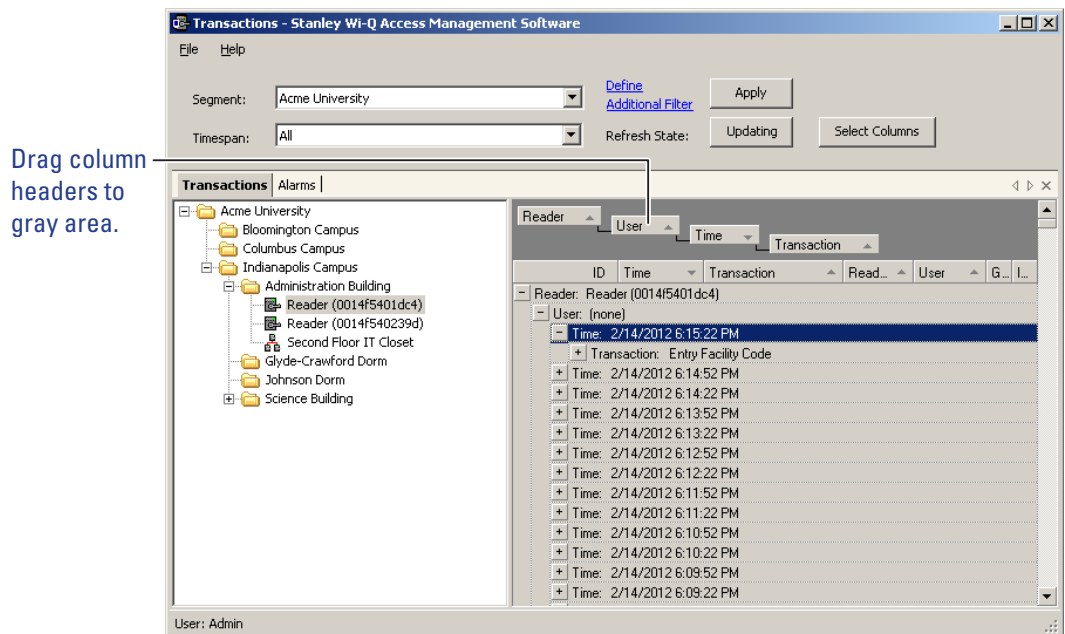 Transactions - Stanley Wi-Q Access Management Software
File Help
Segment: Acme University
Define
Additional Filter
Apply
Timespan: All
Refresh State: Updating Select Columns
Drag column
headers to
gray area.
Transactions Alarms
Acme University
Bloomington Campus
Columbus Campus
Indianapolis Campus
Administration Building
Reader (0014f5401dc4)
Reader (0014f540239d)
Second Floor IT Closet
Glyde-Crawford Dorm
Johnson Dorm
Science Building
Reader User Time Transaction
ID Time Transaction Read... User G... I...
Reader: Reader (0014f5401dc4)
User: (none)
Time: 2/14/2012 6:15:22 PM
Transaction: Entry Facility Code
Time: 2/14/2012 6:14:52 PM
Time: 2/14/2012 6:14:22 PM
Time: 2/14/2012 6:13:52 PM
Time: 2/14/2012 6:13:22 PM
Time: 2/14/2012 6:12:52 PM
Time: 2/14/2012 6:12:22 PM
Time: 2/14/2012 6:11:52 PM
Time: 2/14/2012 6:11:22 PM
Time: 2/14/2012 6:10:52 PM
Time: 2/14/2012 6:10:22 PM
Time: 2/14/2012 6:09:52 PM
Time: 2/14/2012 6:09:22 PM
User: Admin